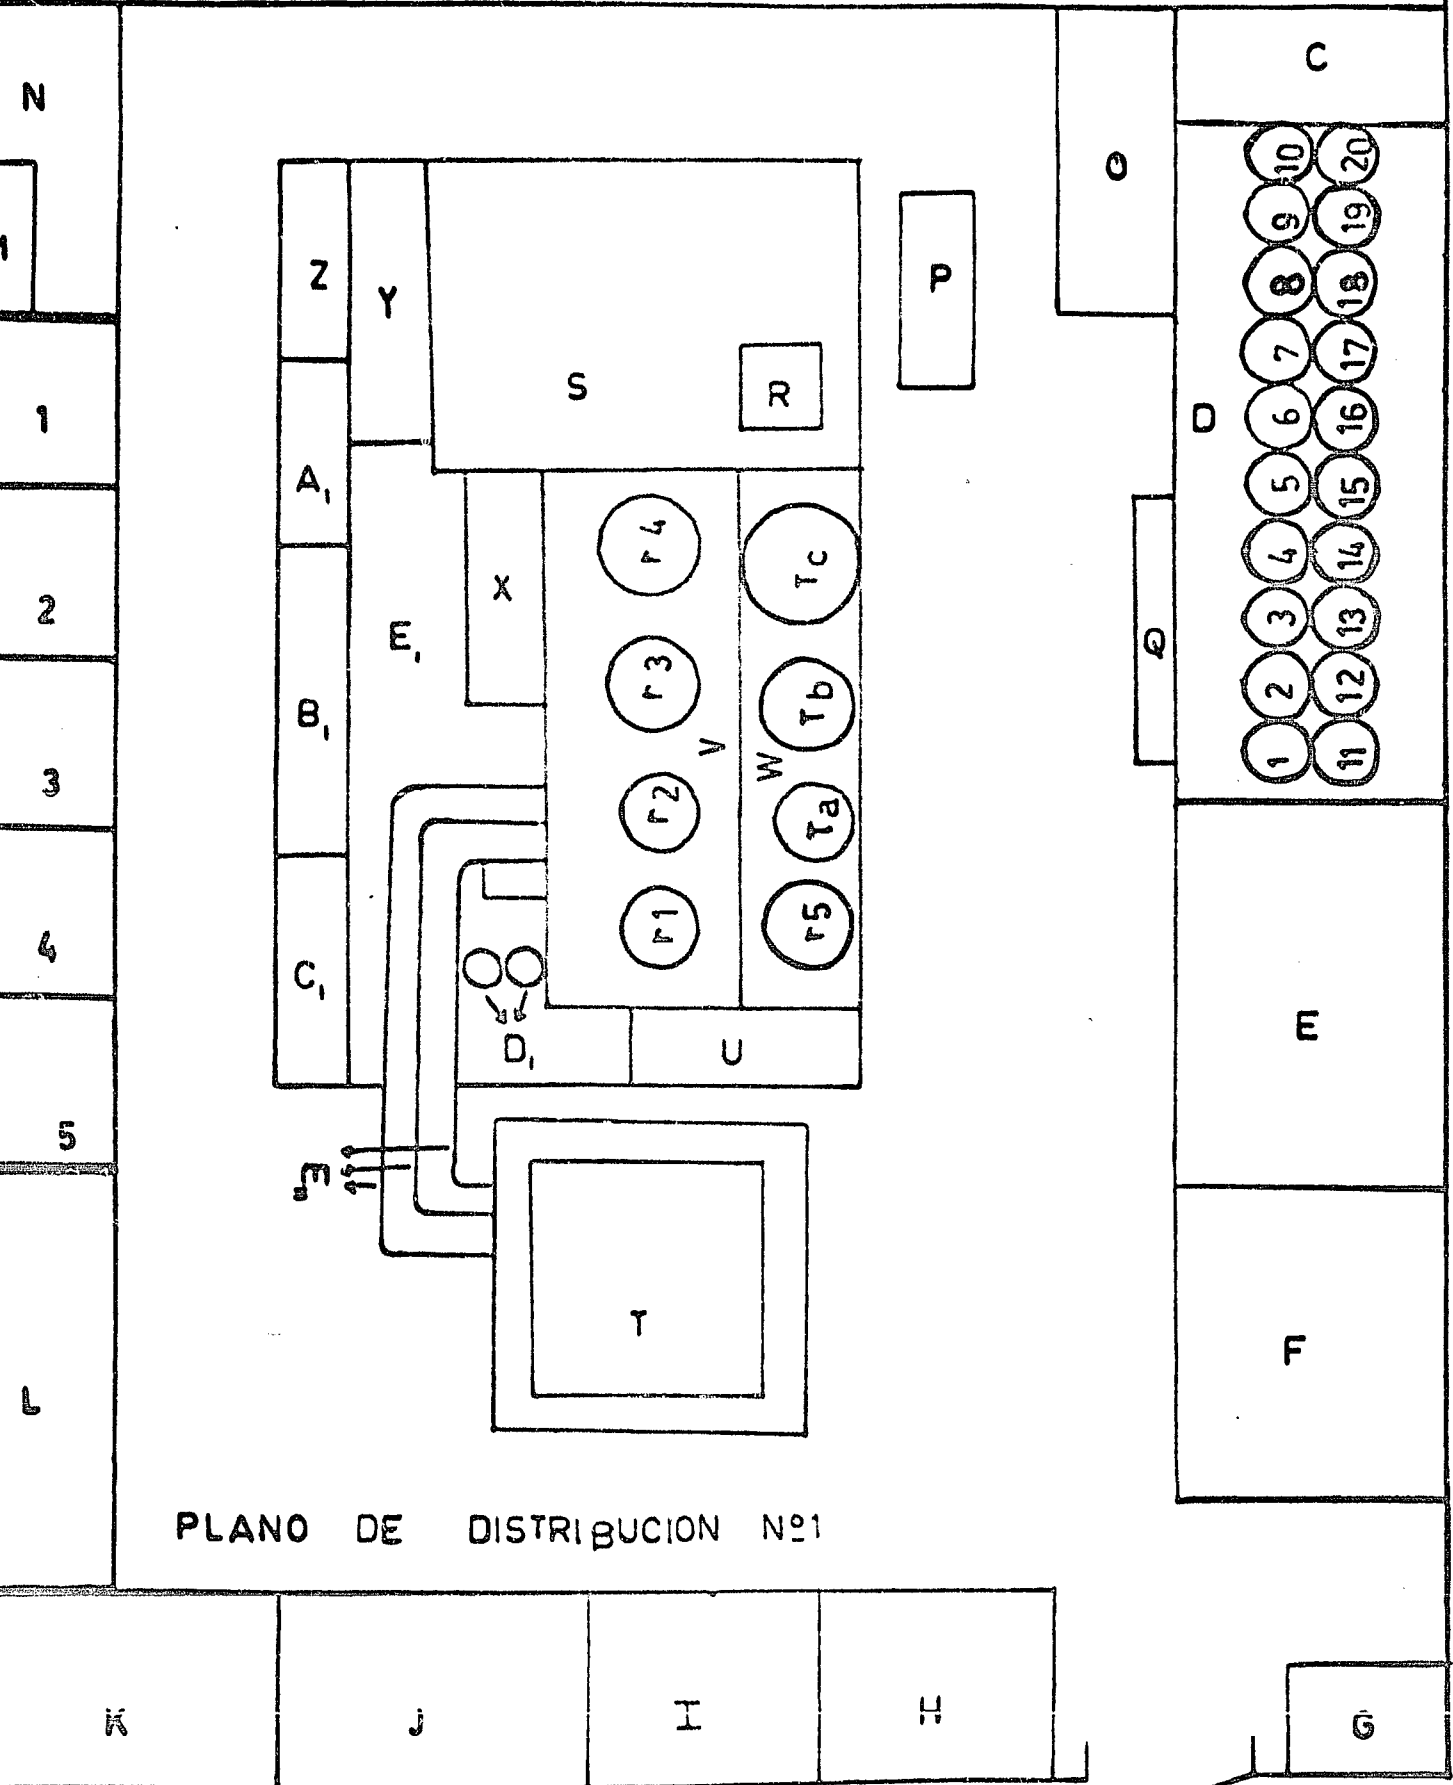 C
N
10 20
O
9 19
Z
P
Y
8 18
7 17
S
R
1
D
6 16
A₁
5 15
r4
Tc
4 14
X
2
E₁
3 13
Q
r3
Tb
2 12
B₁
V
W
1 11
3
r2
Ta
r1
r5
4
C₁
E
D₁
U
5
m
T
F
L
PLANO DE DISTRIBUCION Nº1
K
J
I
H
G